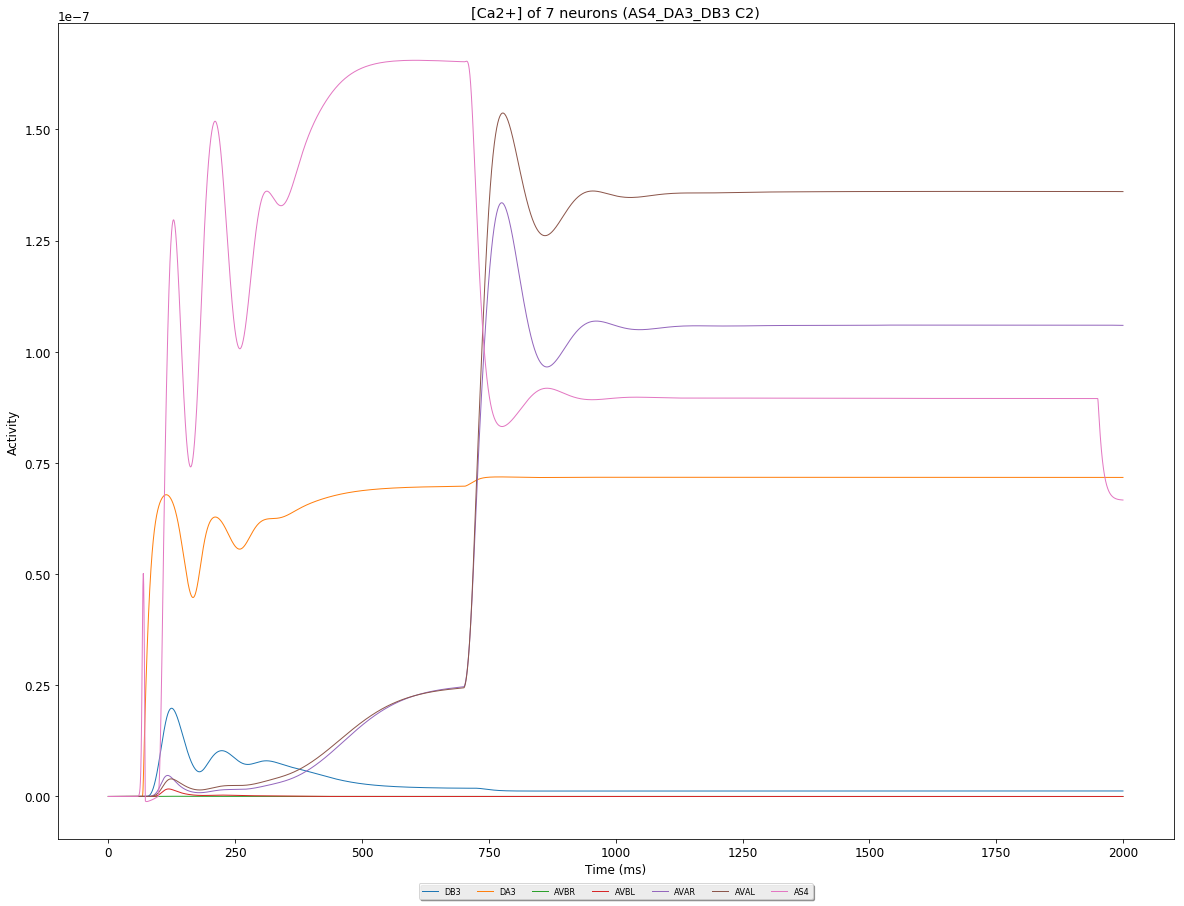 [Ca2+] of 7 neurons (AS4_DA3_DB3 C2)
1e−7
1.50
1.25
1.00
0.75
0.50
0.25
0.00
Activity
0 250 500 750 1000 1250 1500 1750 2000
Time (ms)
DB3 DA3 AVBR AVBL AVAR AVAL AS4